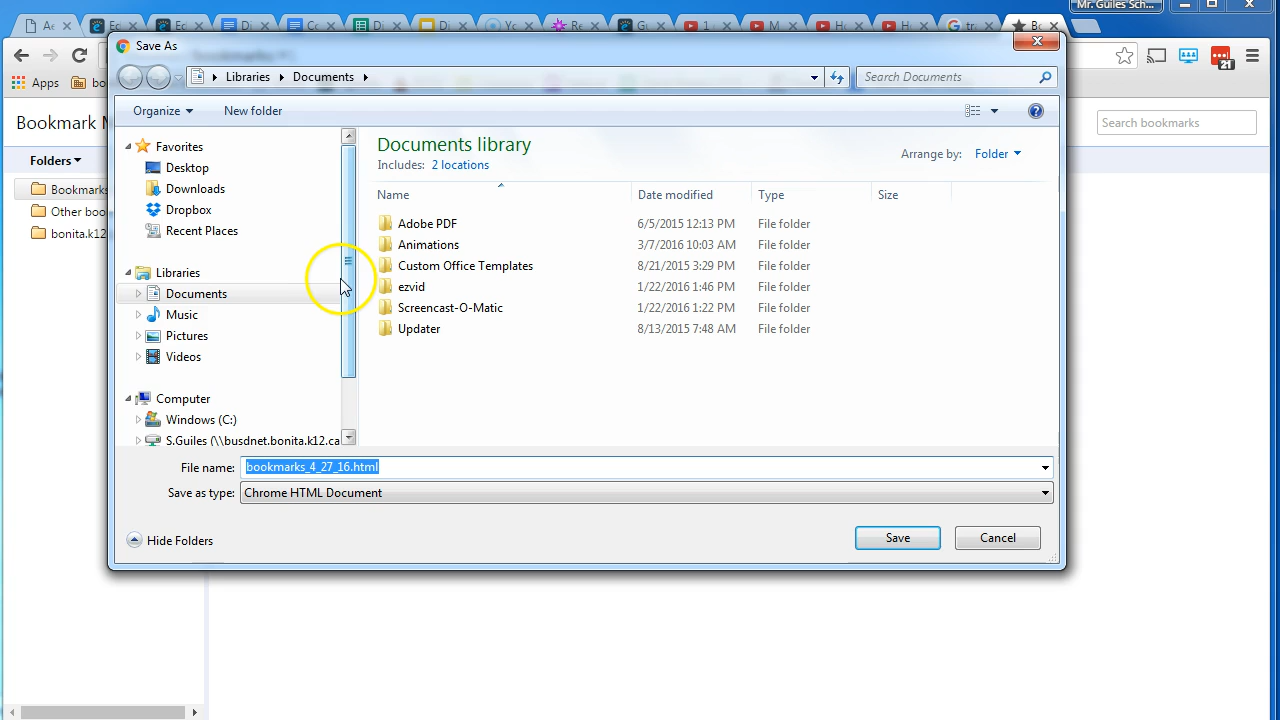 Mr. Guiles Sch...
Save As
Libraries
Documents
Search Documents
Apps
Organize
New folder
21
Bookmark
Search bookmarks
Folders
Bookmarks
Other boo
bonita.k12
Favorites
Desktop
Downloads
Dropbox
Recent Places
Libraries
Documents
Music
Pictures
Videos
Computer
Windows (C:)
S.Guiles (\\busdnet.bonita.k12.ca
Documents library
Includes: 2 locations
Arrange by: Folder
Name Date modified Type Size
Adobe PDF 6/5/2015 12:13 PM File folder
Animations 3/7/2016 10:03 AM File folder
Custom Office Templates 8/21/2015 3:29 PM File folder
ezvid 1/22/2016 1:46 PM File folder
Screencast-O-Matic 1/22/2016 1:22 PM File folder
Updater 8/13/2015 7:48 AM File folder
File name: bookmarks_4_27_16.html
Save as type: Chrome HTML Document
Hide Folders
Save
Cancel